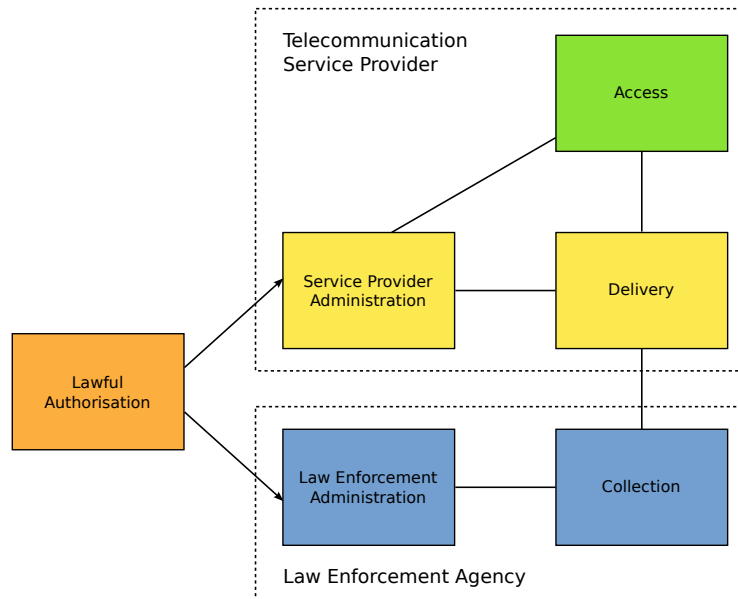 Telecommunication
Service Provider
Access
Service Provider
Administration
Delivery
Lawful
Authorisation
Law Enforcement
Administration
Collection
Law Enforcement Agency